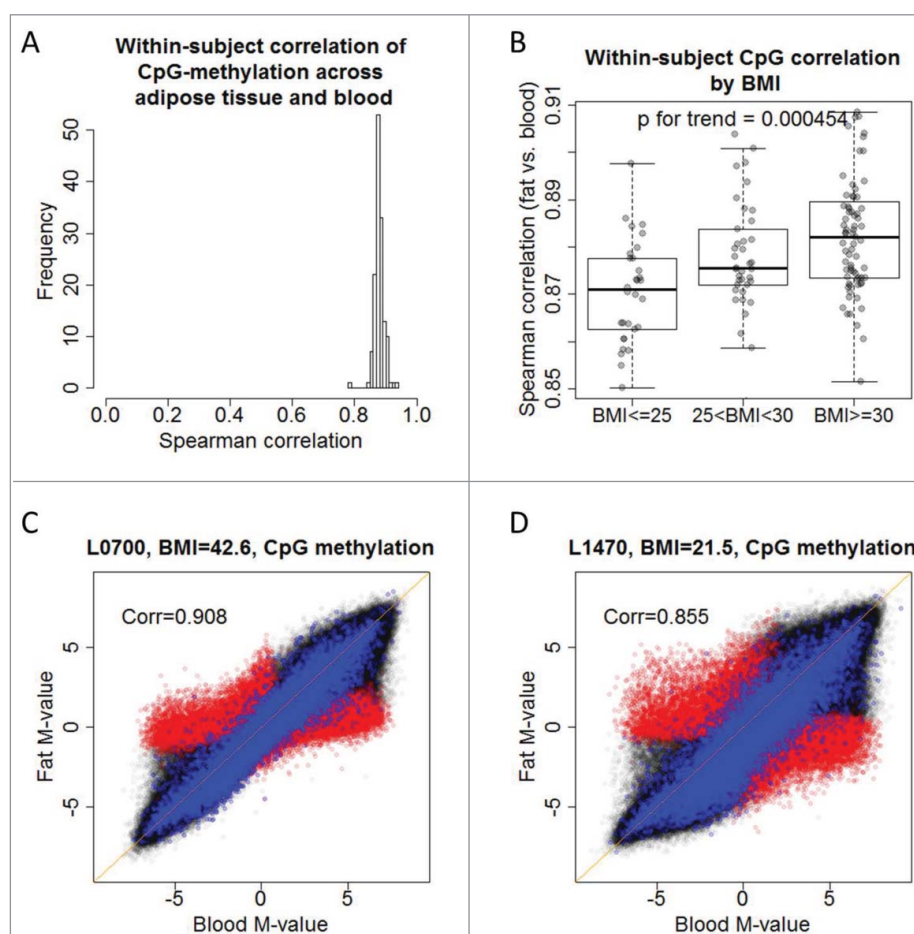 A
Within-subject correlation of
CpG-methylation across
adipose tissue and blood
Frequency
50
40
30
20
10
0
0.0 0.2 0.4 0.6 0.8 1.0
Spearman correlation
B
Within-subject CpG correlation
by BMI
p for trend = 0.000454
Spearman correlation (fat vs. blood)
0.91
0.89
0.87
0.85
BMI<=25 25<BMI<30 BMI>=30
C
L0700, BMI=42.6, CpG methylation
Corr=0.908
Fat M-value
5
0
-5
-5 0 5
Blood M-value
D
L1470, BMI=21.5, CpG methylation
Corr=0.855
Fat M-value
5
0
-5
-5 0 5
Blood M-value